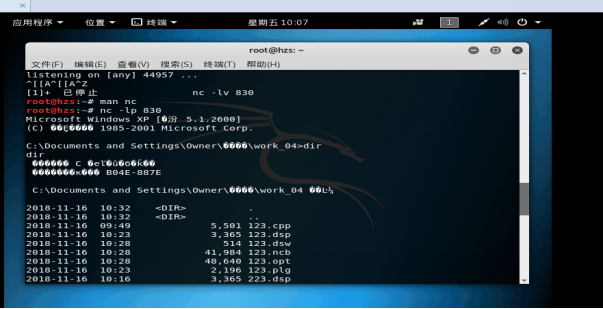 应用程序 位置 终端 星期五 10:07 1
root@hzs: ~
文件(F) 编辑(E) 查看(V) 搜索(S) 终端(T) 帮助(H)
listening on [any] 44957 ...
^[[A^[[A^Z
[1]+ 已停止 nc -lv 830
root@hzs:~# man nc
root@hzs:~# nc -lp 830
Microsoft Windows XP [�汾 5.1.2600]
(C) 1985-2001 Microsoft Corp.
C:\Documents and Settings\Owner\����\work_04>dir
dir
B04E-887E
C:\Documents and Settings\Owner\����\work_04
2018-11-16 10:32 <DIR> .
2018-11-16 10:32 <DIR> ..
2018-11-16 09:49 5,501 123.cpp
2018-11-16 10:23 3,365 123.dsp
2018-11-16 10:28 514 123.dsw
2018-11-16 10:28 41,984 123.ncb
2018-11-16 10:28 48,640 123.opt
2018-11-16 10:23 2,196 123.plg
2018-11-16 10:16 3,365 223.dsp